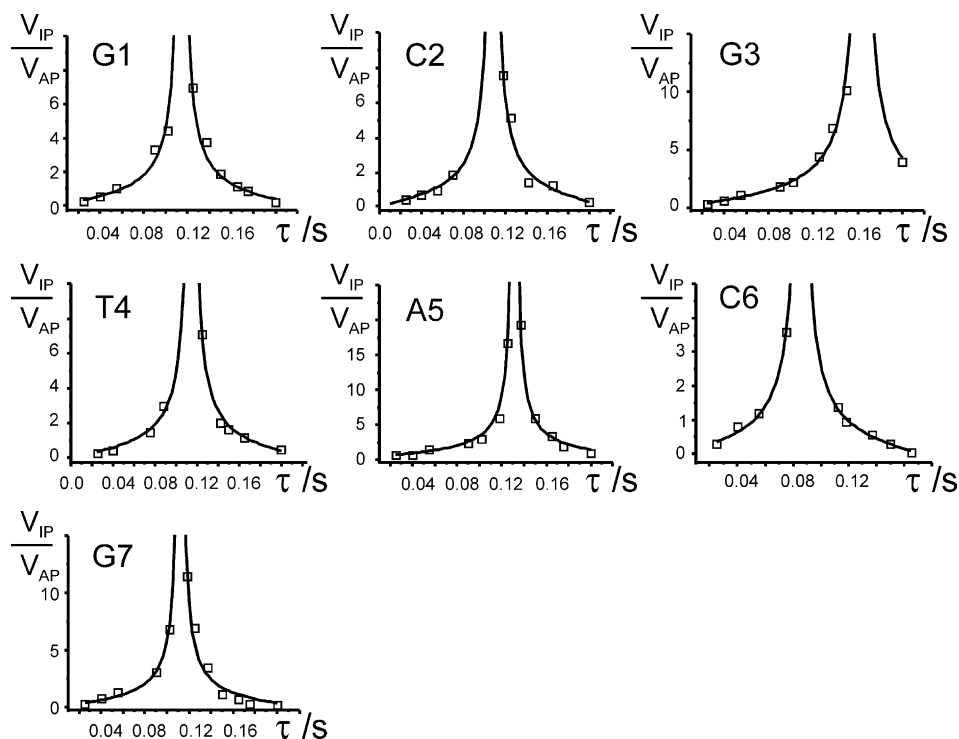 V_IP G1 V_IP C2 V_IP G3
V_AP V_AP V_AP
6 6 10
4 4 5
2 2 0
0 0
0.04 0.08 0.12 0.16 τ /s 0.0 0.04 0.08 0.12 0.16 τ /s 0.04 0.08 0.12 0.16 τ /s
V_IP T4 V_IP A5 V_IP C6
V_AP V_AP V_AP
6 15 3
4 10 2
2 5 1
0 0 0
0.0 0.04 0.08 0.12 0.16 τ /s 0.04 0.08 0.12 0.16 τ /s 0.04 0.08 0.12 τ /s
V_IP G7
V_AP
10
5
0
0.04 0.08 0.12 0.16 τ /s